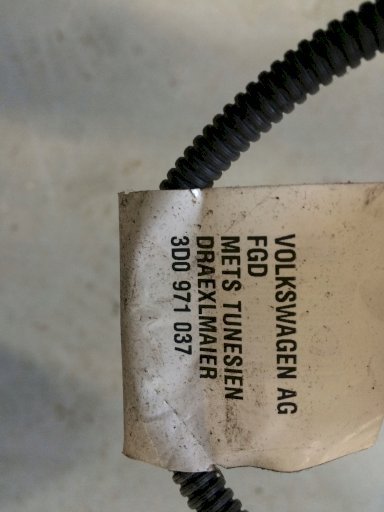 VOLKSWAGEN AG
FGD
METS TUNESIEN
DRAEXLMAIER
3D0 971 037